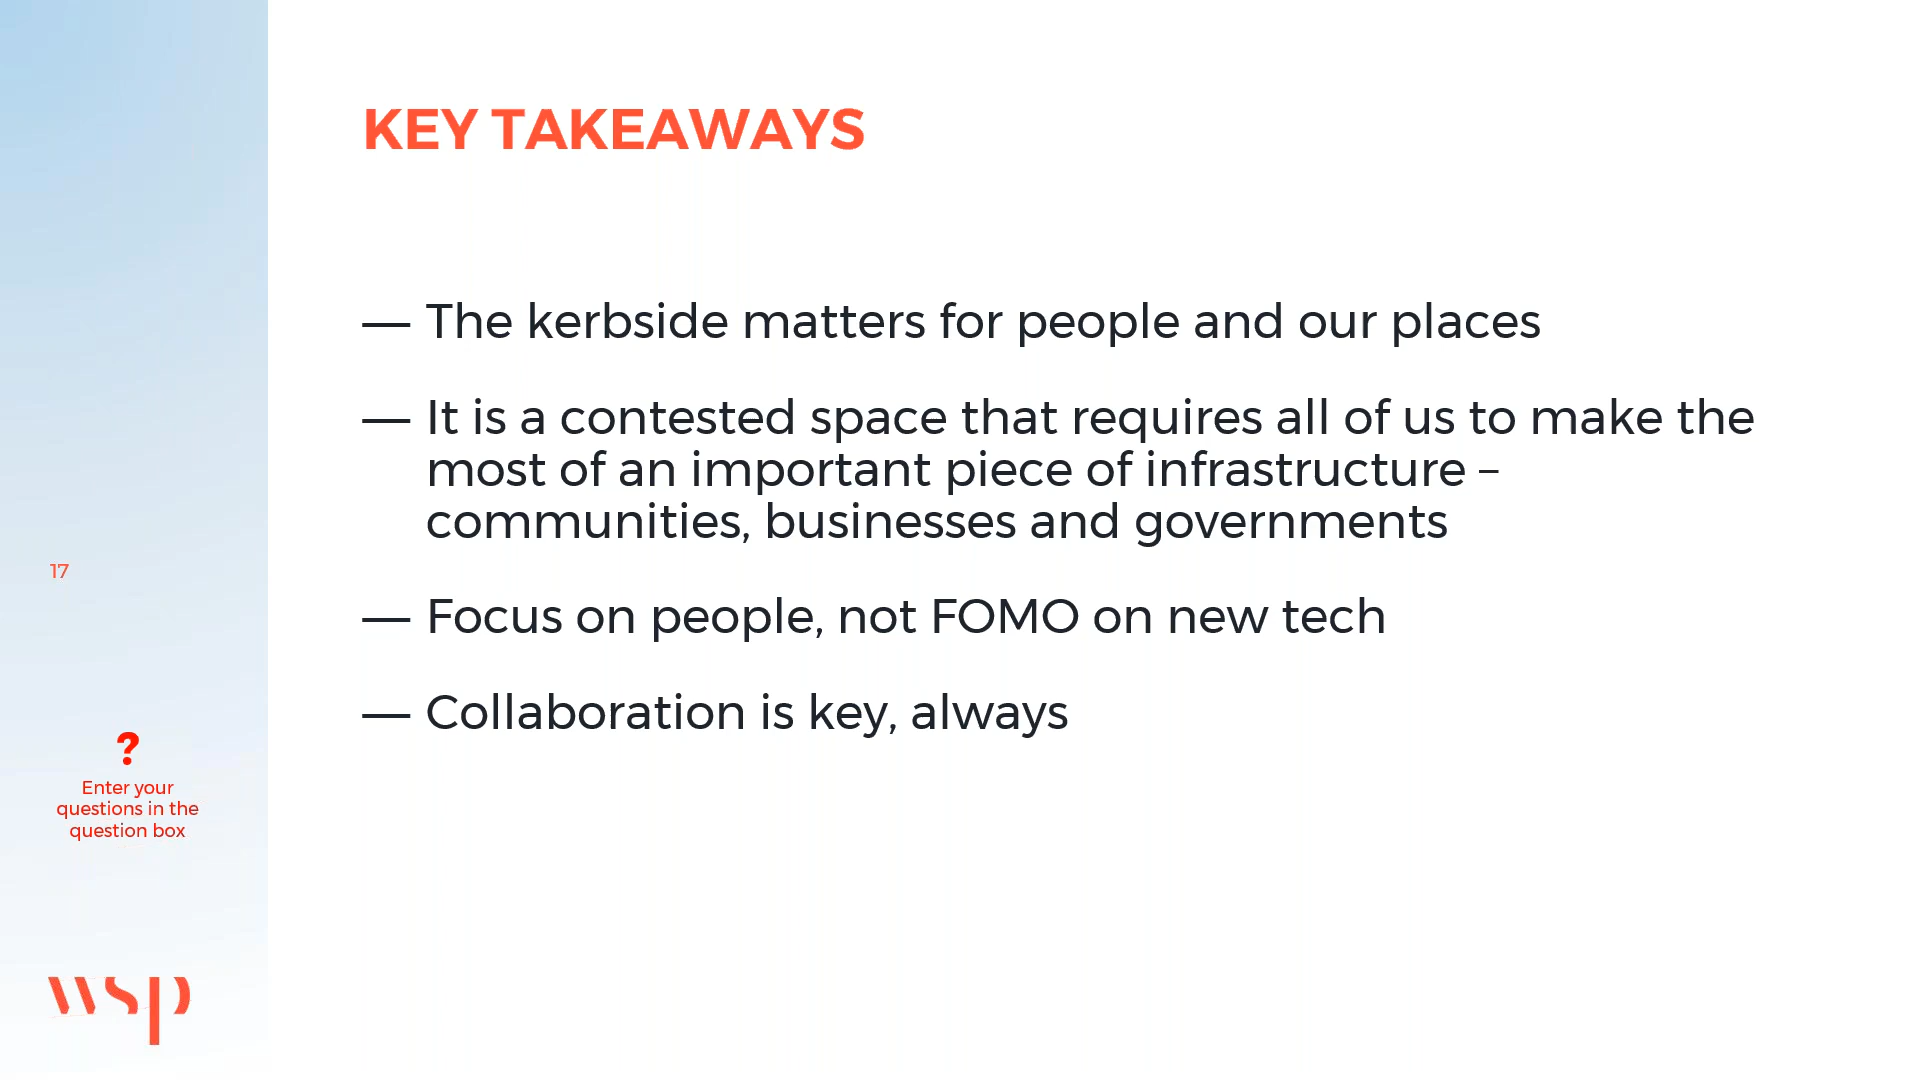 KEY TAKEAWAYS
— The kerbside matters for people and our places
— It is a contested space that requires all of us to make the
most of an important piece of infrastructure –
communities, businesses and governments
— Focus on people, not FOMO on new tech
— Collaboration is key, always
17
?
Enter your
questions in the
question box
wsp